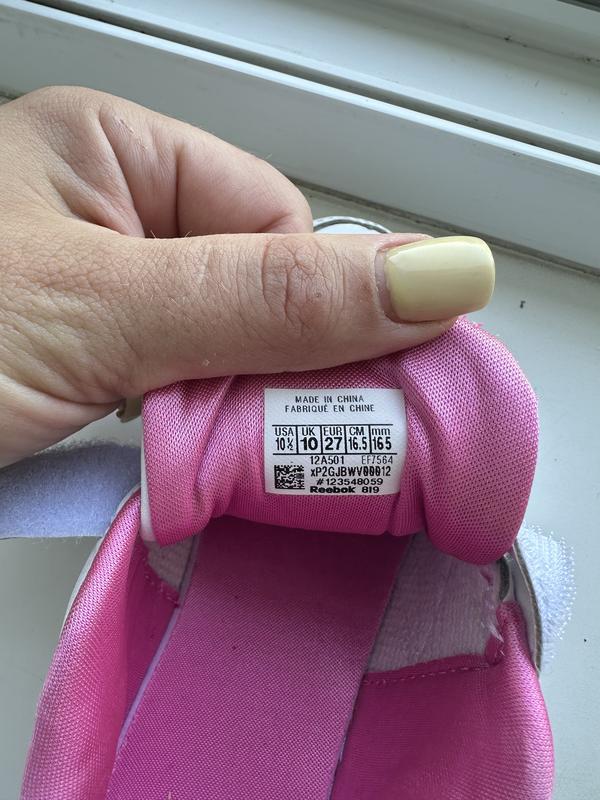 MADE IN CHINA
FABRIQUÉ EN CHINE
USA UK EUR CM mm
10½ 10 27 16.5 165
12A501 EF7564
xP2GJBWV00012
#123548059
Reebok 819